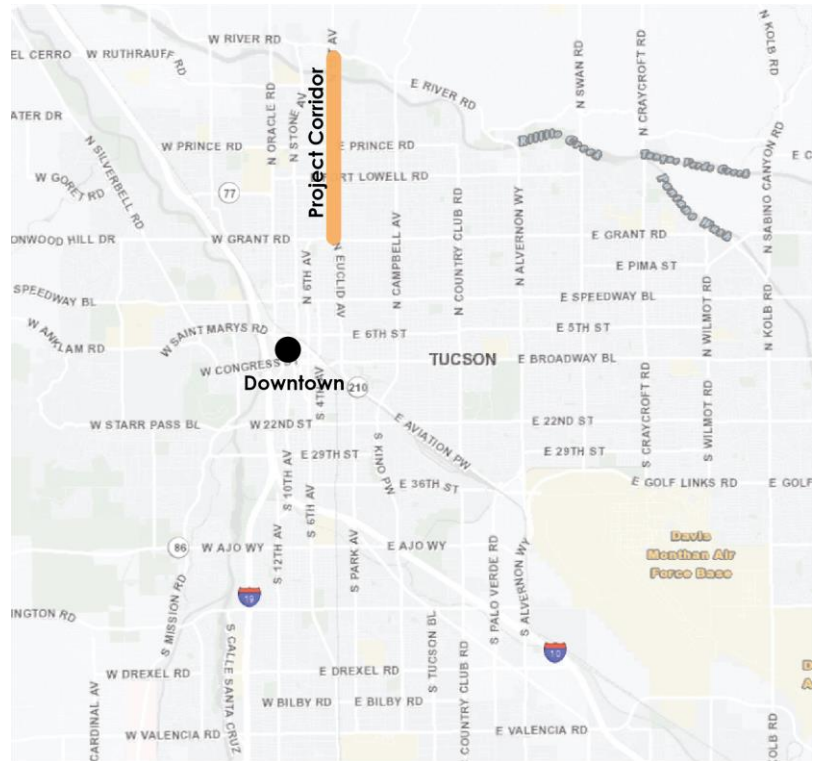 W RIVER RD
EL CERRO
W RUTHRAUFF RD
N ORACLE RD
N STONE AV
T AV
Project Corridor
E RIVER RD
N SWAN RD
N CRAYCROFT RD
N KOLB RD
ATER DR
N SILVERBELL RD
W PRINCE RD
E PRINCE RD
Rillito Creek
Tanque Verde Creek
E C
W GORET RD
77
RT LOWELL RD
Pantano Wash
N SABINO CANYON RD
ONWOOD HILL DR
W GRANT RD
N 6TH AV
N EUCLID AV
N CAMPBELL AV
N COUNTRY CLUB RD
N ALVERNON WY
E GRANT RD
E PIMA ST
SPEEDWAY BL
E SPEEDWAY BL
W ANKLAM RD
W SAINT MARYS RD
E 6TH ST
E 5TH ST
N WILMOT RD
N KOLB RD
W CONGRESS ST
TUCSON
E BROADWAY BL
Downtown
210
S 4TH AV
W STARR PASS BL
W 22ND ST
E AVIATION PW
E 22ND ST
S CRAYCROFT RD
S WILMOT RD
E 29TH ST
S KINO PW
E 29TH ST
S 10TH AV
S 6TH AV
E 36TH ST
E GOLF LINKS RD
E GOLF
86
W AJO WY
S 12TH AV
S PARK AV
E AJO WY
S PALO VERDE RD
S ALVERNON WY
Davis
Monthan Air
Force Base
19
INGTON RD
S MISSION RD
S CALLE SANTA CRUZ
10
W DREXEL RD
E DREXEL RD
S TUCSON BL
COUNTRY CLUB RD
D
A
CARDINAL AV
W BILBY RD
E BILBY RD
W VALENCIA RD
E VALENCIA RD
OLB RD